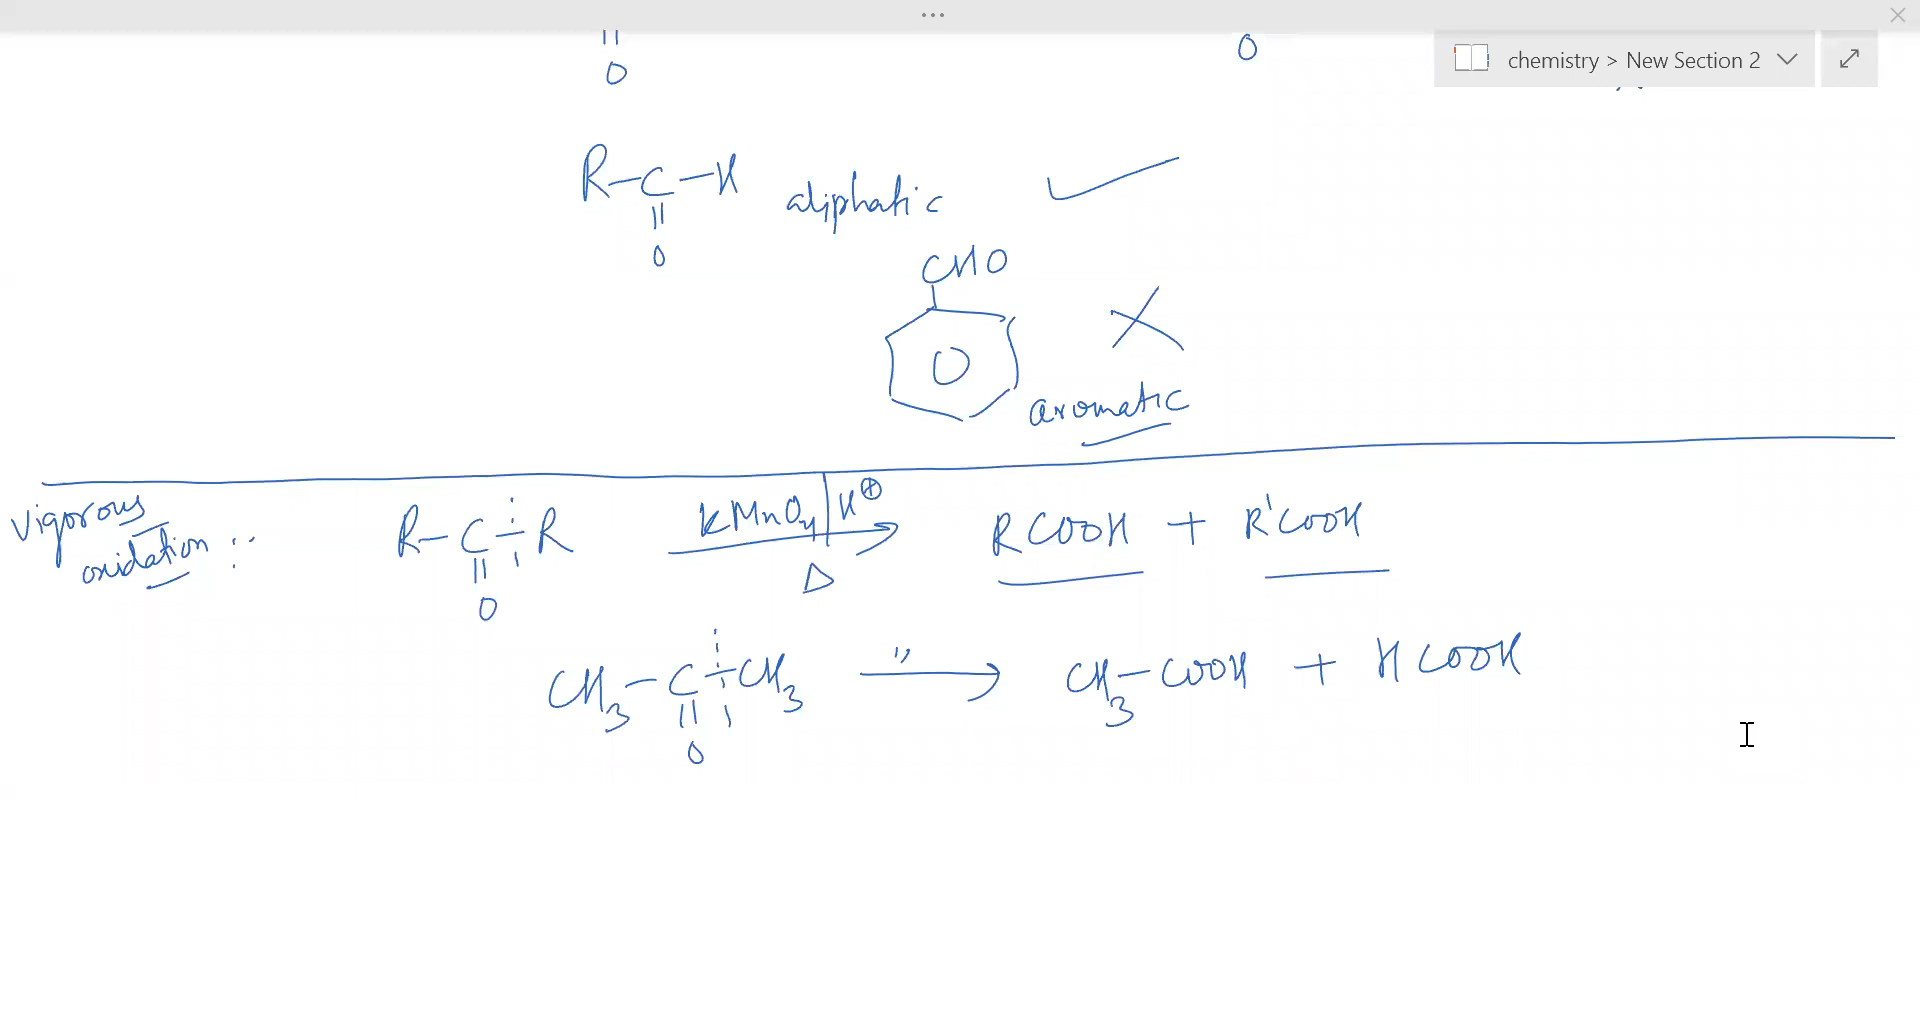 ...
O
O
chemistry > New Section 2
R–C–H aliphatic
||
O
CHO
O
aromatic
Vigorous oxidation :-
R–C–R KMnO4|H⊕ → RCOOH + R'COOH
|| Δ
O
CH3–C–CH3 ,, → CH3–COOH + HCOOH
||
O